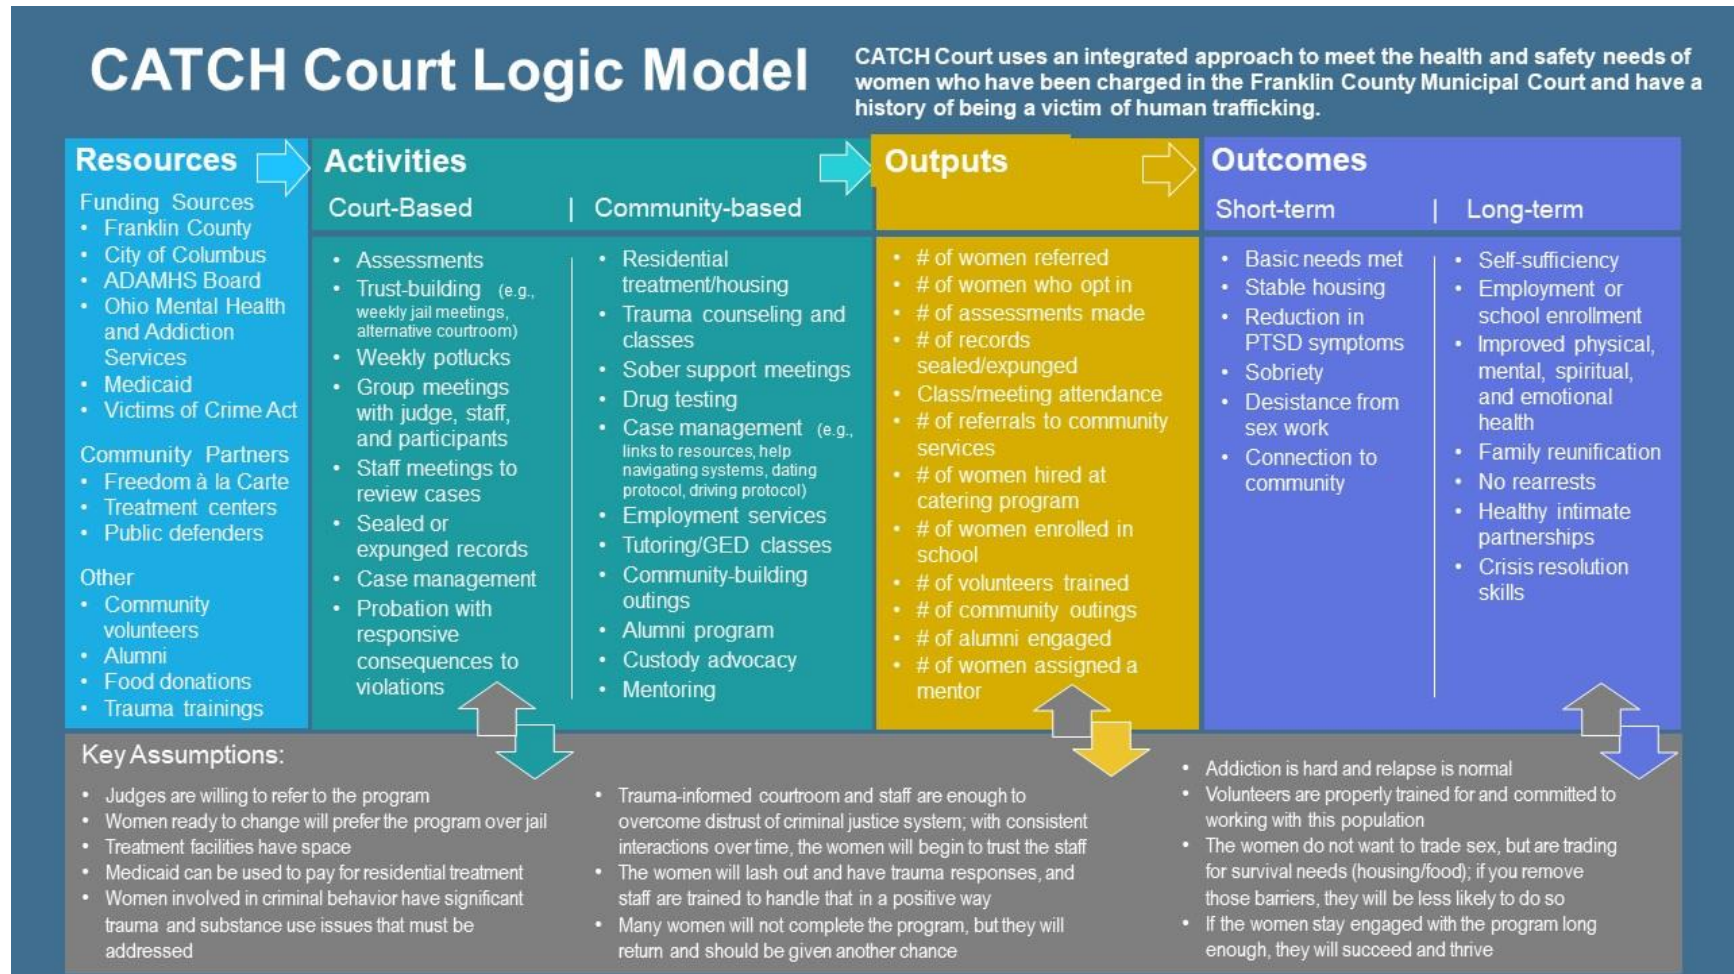 CATCH Court Logic Model
CATCH Court uses an integrated approach to meet the health and safety needs of
women who have been charged in the Franklin County Municipal Court and have a
history of being a victim of human trafficking.
Resources
Funding Sources
• Franklin County
• City of Columbus
• ADAMHS Board
• Ohio Mental Health
and Addiction
Services
• Medicaid
• Victims of Crime Act
Community Partners
• Freedom à la Carte
• Treatment centers
• Public defenders
Other
• Community
volunteers
• Alumni
• Food donations
• Trauma trainings
Activities
Court-Based | Community-based
• Assessments
• Trust-building (e.g.,
weekly jail meetings,
alternative courtroom)
• Weekly potlucks
• Group meetings
with judge, staff,
and participants
• Staff meetings to
review cases
• Sealed or
expunged records
• Case management
• Probation with
responsive
consequences to
violations
• Residential
treatment/housing
• Trauma counseling and
classes
• Sober support meetings
• Drug testing
• Case management (e.g.,
links to resources, help
navigating systems, dating
protocol, driving protocol)
• Employment services
• Tutoring/GED classes
• Community-building
outings
• Alumni program
• Custody advocacy
• Mentoring
Outputs
• # of women referred
• # of women who opt in
• # of assessments made
• # of records
sealed/expunged
• Class/meeting attendance
• # of referrals to community
services
• # of women hired at
catering program
• # of women enrolled in
school
• # of volunteers trained
• # of community outings
• # of alumni engaged
• # of women assigned a
mentor
Outcomes
Short-term | Long-term
• Basic needs met
• Stable housing
• Reduction in
PTSD symptoms
• Sobriety
• Desistance from
sex work
• Connection to
community
• Self-sufficiency
• Employment or
school enrollment
• Improved physical,
mental, spiritual,
and emotional
health
• Family reunification
• No rearrests
• Healthy intimate
partnerships
• Crisis resolution
skills
Key Assumptions:
• Judges are willing to refer to the program
• Women ready to change will prefer the program over jail
• Treatment facilities have space
• Medicaid can be used to pay for residential treatment
• Women involved in criminal behavior have significant
trauma and substance use issues that must be
addressed
• Trauma-informed courtroom and staff are enough to
overcome distrust of criminal justice system; with consistent
interactions over time, the women will begin to trust the staff
• The women will lash out and have trauma responses, and
staff are trained to handle that in a positive way
• Many women will not complete the program, but they will
return and should be given another chance
• Addiction is hard and relapse is normal
• Volunteers are properly trained for and committed to
working with this population
• The women do not want to trade sex, but are trading
for survival needs (housing/food); if you remove
those barriers, they will be less likely to do so
• If the women stay engaged with the program long
enough, they will succeed and thrive